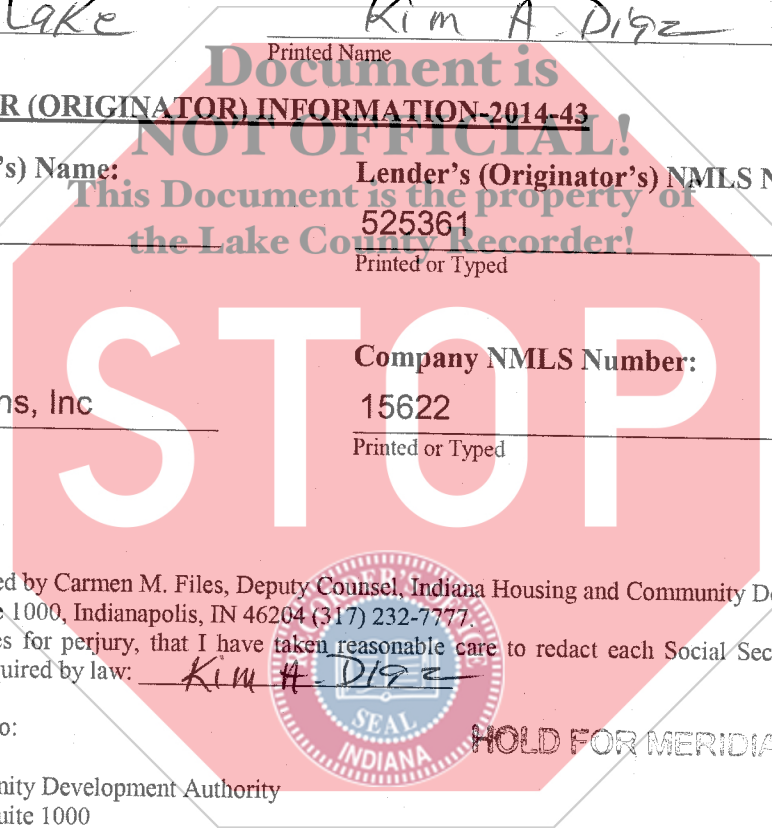 Lake Kim A. Diaz
Printed Name
Document is
R (ORIGINATOR) INFORMATION-2014-43
NOT OFFICIAL!
's) Name: Lender's (Originator's) NMLS N
This Document is the property of
525361
the Lake County Recorder!
Printed or Typed
STOP
Company NMLS Number:
ns, Inc 15622
Printed or Typed
ed by Carmen M. Files, Deputy Counsel, Indiana Housing and Community De
e 1000, Indianapolis, IN 46204 (317) 232-7777.
es for perjury, that I have taken reasonable care to redact each Social Sec
quired by law: Kim A. Diaz
RECORDER'S OFFICE
SEAL
INDIANA
o: HOLD FOR MERIDIA
nity Development Authority
uite 1000